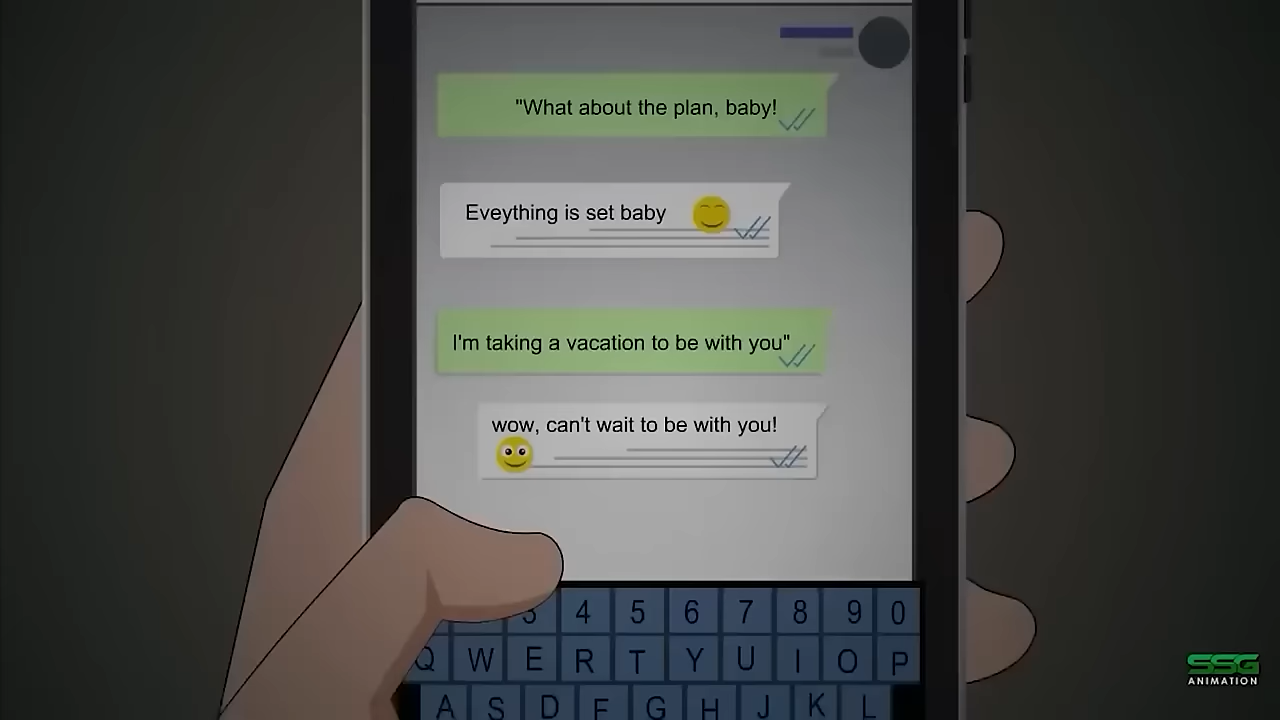 "What about the plan, baby!
Eveything is set baby
I'm taking a vacation to be with you"
wow, can't wait to be with you!
3 4 5 6 7 8 9 0
Q W E R T Y U I O P
A S D F G H J K L
SSG
ANIMATION